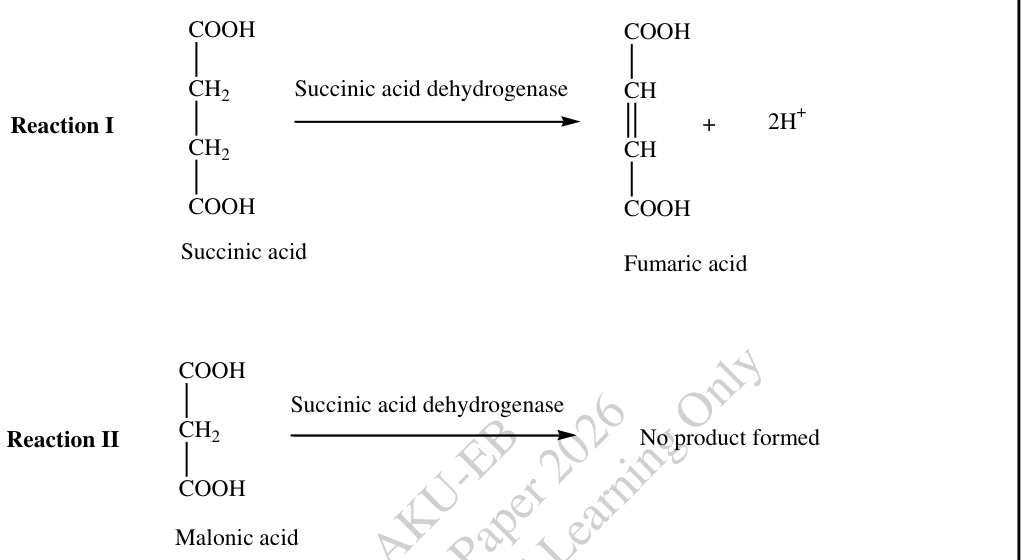 COOH
CH₂
Reaction I
CH₂
COOH
Succinic acid
Succinic acid dehydrogenase
COOH
CH
CH
COOH
Fumaric acid
+
2H⁺
COOH
Reaction II
CH₂
COOH
Malonic acid
Succinic acid dehydrogenase
No product formed
AKU-EB
Paper 2026
Learning Only